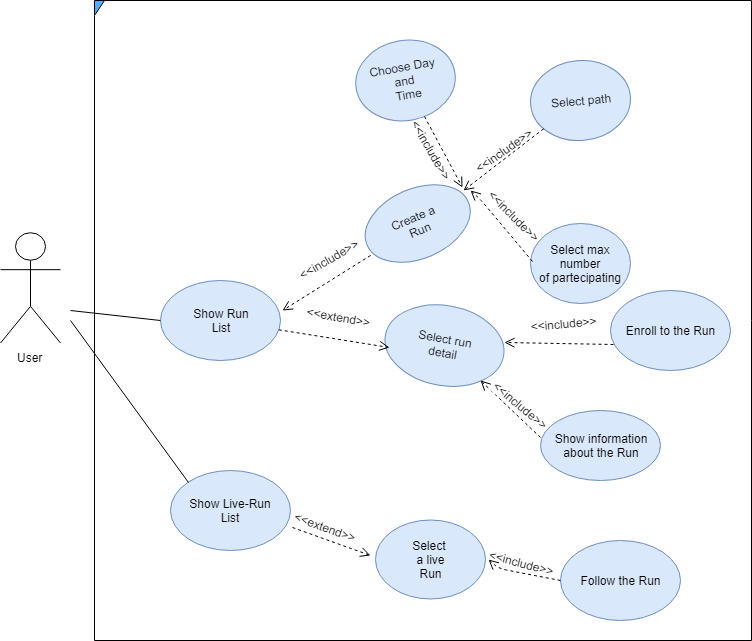 Choose Day
and
Time
Select path
<<include>>
<<include>>
Create a
Run
<<include>>
Select max
number
of partecipating
<<include>>
User
Show Run
List
<<extend>>
Select run
detail
<<include>>
Enroll to the Run
<<include>>
Show information
about the Run
Show Live-Run
List
<<extend>>
Select
a live
Run
<<include>>
Follow the Run